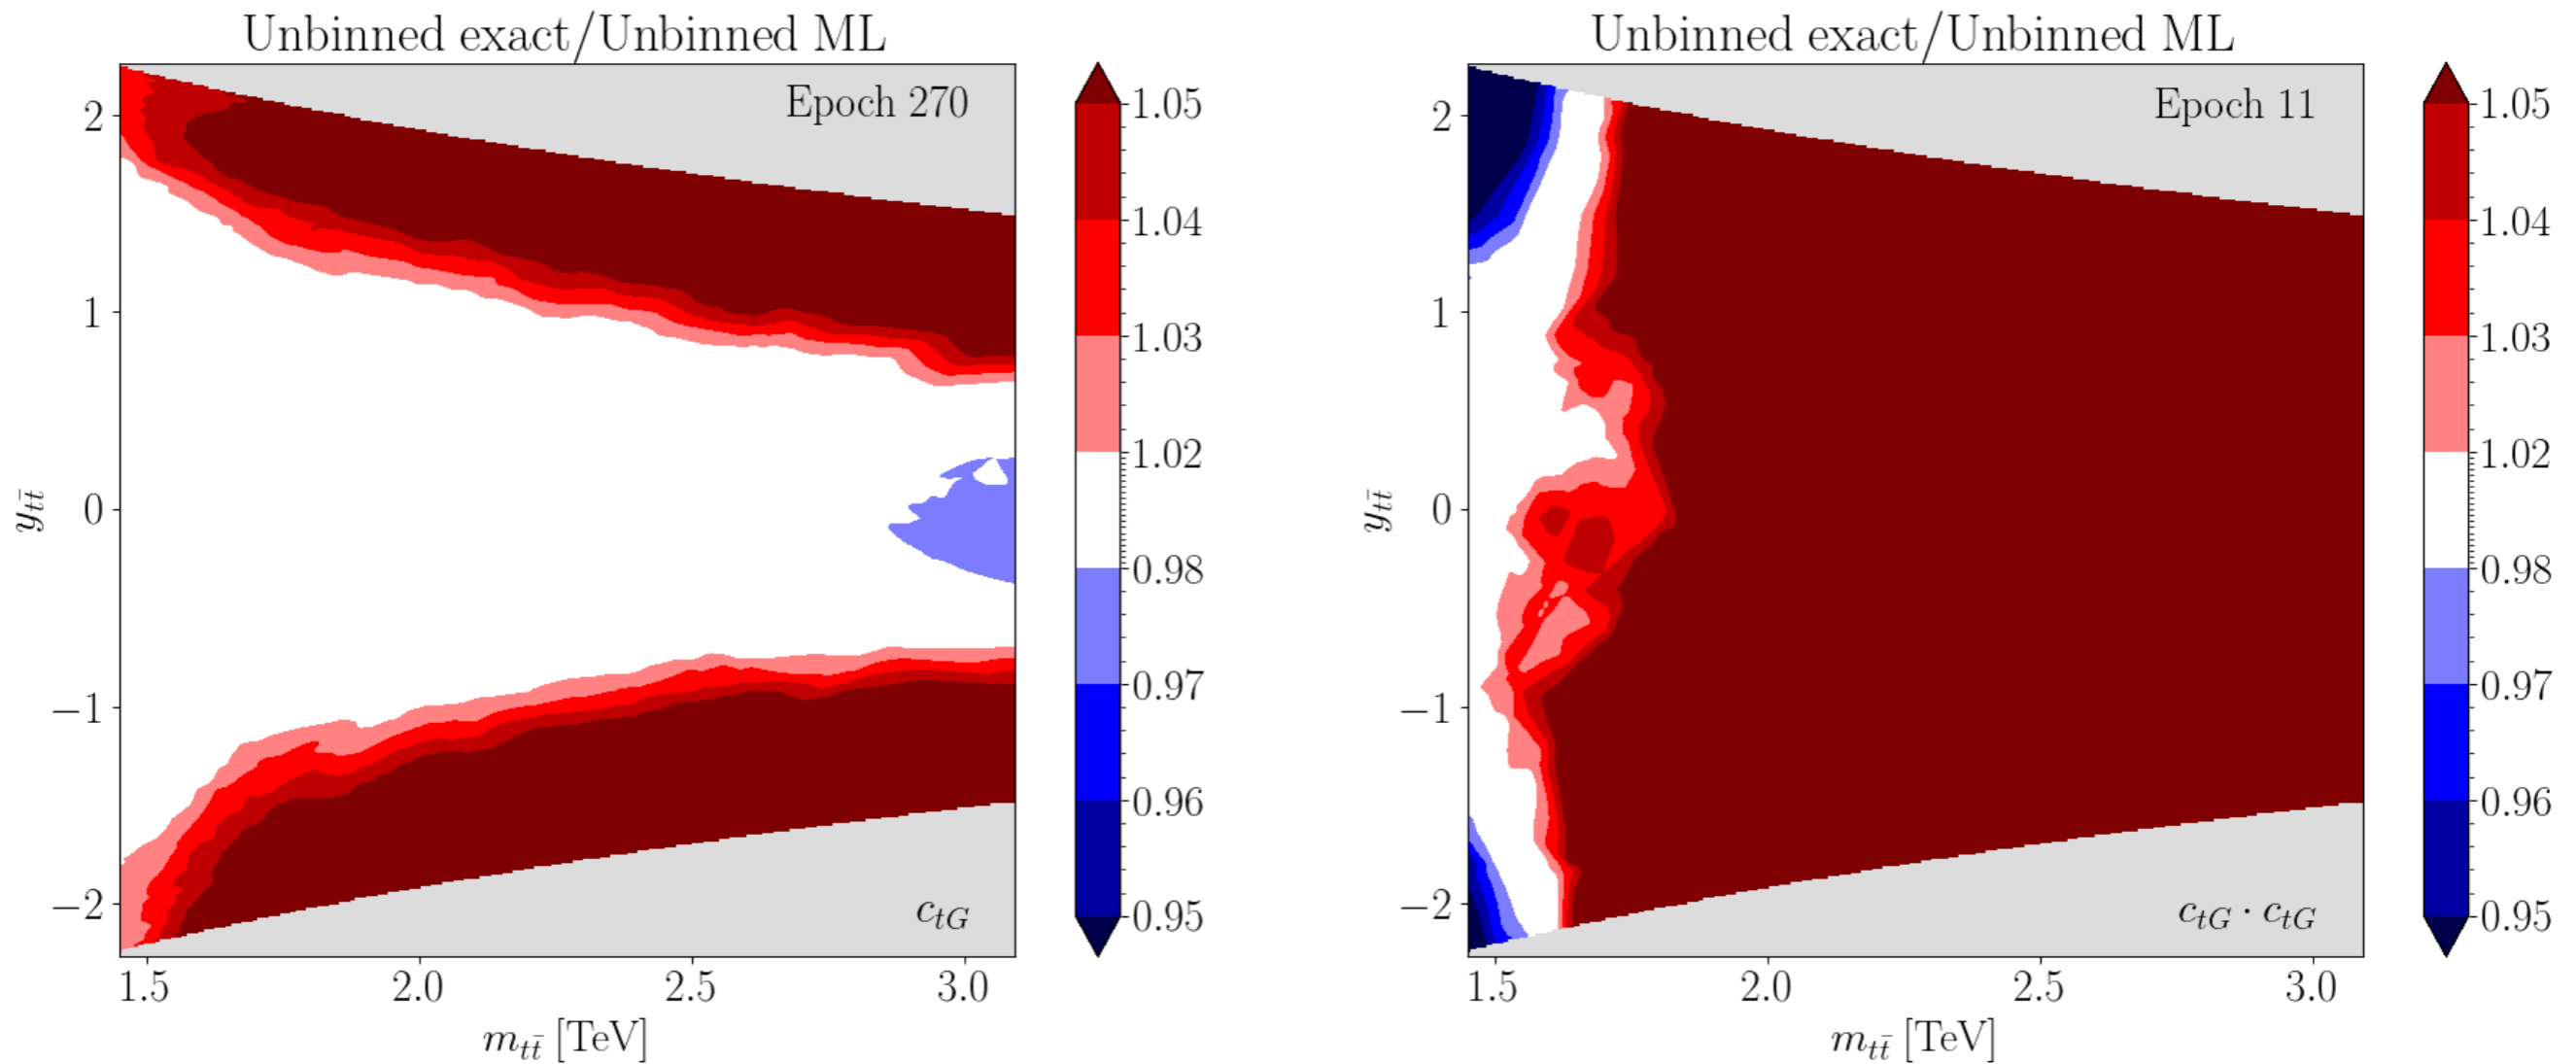 Unbinned exact/Unbinned ML
Epoch 270
2
1
0
−1
−2
y_{t\bar{t}}
c_{tG}
1.5 2.0 2.5 3.0
m_{t\bar{t}} [TeV]
1.05
1.04
1.03
1.02
0.98
0.97
0.96
0.95
Unbinned exact/Unbinned ML
Epoch 11
2
1
0
−1
−2
y_{t\bar{t}}
c_{tG} · c_{tG}
1.5 2.0 2.5 3.0
m_{t\bar{t}} [TeV]
1.05
1.04
1.03
1.02
0.98
0.97
0.96
0.95